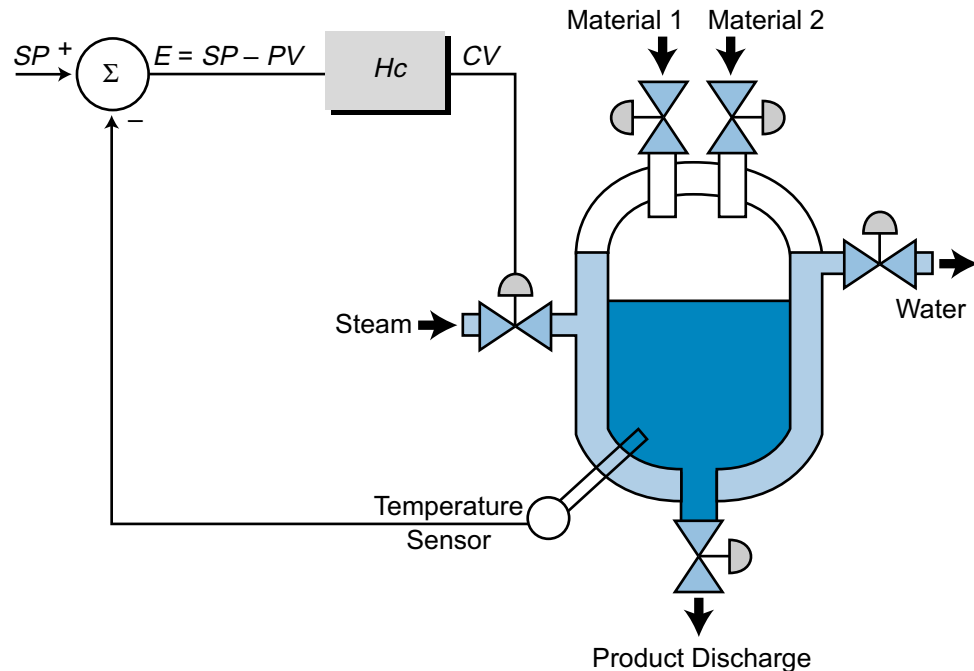 Material 1
Material 2
SP +
Σ
E = SP – PV
Hc
CV
–
Steam
Water
Temperature
Sensor
Product Discharge